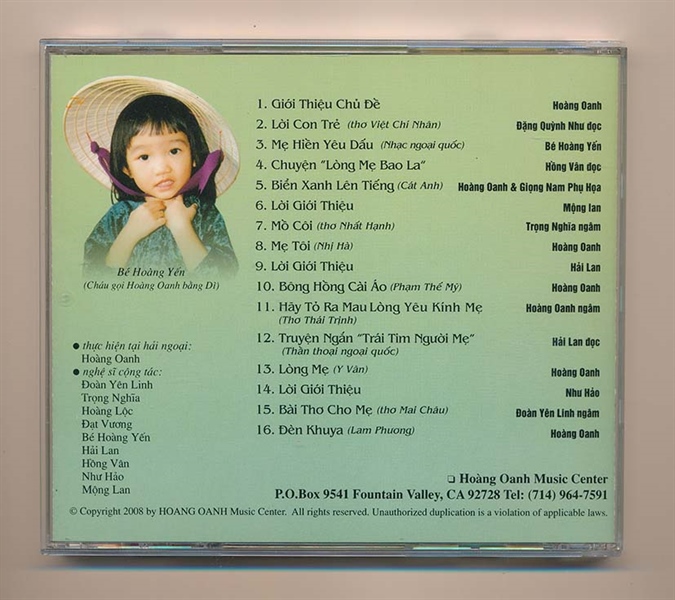 1. Giới Thiệu Chủ Đề Hoàng Oanh
2. Lời Con Trẻ (thơ Việt Chí Nhân) Đặng Quỳnh Như đọc
3. Mẹ Hiền Yêu Dấu (Nhạc ngoại quốc) Bé Hoàng Yến
4. Chuyện "Lòng Mẹ Bao La" Hồng Vân đọc
5. Biển Xanh Lên Tiếng (Cát Anh) Hoàng Oanh & Giọng Nam Phụ Họa
6. Lời Giới Thiệu Mộng lan
7. Mồ Côi (thơ Nhất Hạnh) Trọng Nghĩa ngâm
8. Mẹ Tôi (Nhị Hà) Hoàng Oanh
9. Lời Giới Thiệu Hải Lan
10. Bông Hồng Cài Áo (Phạm Thế Mỹ) Hoàng Oanh
11. Hãy Tỏ Ra Mau Lòng Yêu Kính Mẹ Hoàng Oanh ngâm
(Thơ Thái Trịnh)
12. Truyện Ngắn "Trái Tim Người Mẹ" Hải Lan đọc
(Thần thoại ngoại quốc)
13. Lòng Mẹ (Y Vân) Hoàng Oanh
14. Lời Giới Thiệu Như Hảo
15. Bài Thơ Cho Mẹ (thơ Mai Châu) Đoàn Yên Linh ngâm
16. Đèn Khuya (Lam Phương) Hoàng Oanh
Bé Hoàng Yến
(Cháu gọi Hoàng Oanh bằng Dì)
● thực hiện tại hải ngoại:
Hoàng Oanh
● nghệ sĩ cộng tác:
Đoàn Yên Linh
Trọng Nghĩa
Hoàng Lộc
Đạt Vương
Bé Hoàng Yến
Hải Lan
Hồng Vân
Như Hảo
Mộng Lan
❏ Hoàng Oanh Music Center
P.O.Box 9541 Fountain Valley, CA 92728 Tel: (714) 964-7591
© Copyright 2008 by HOANG OANH Music Center. All rights reserved. Unauthorized duplication is a violation of applicable laws.